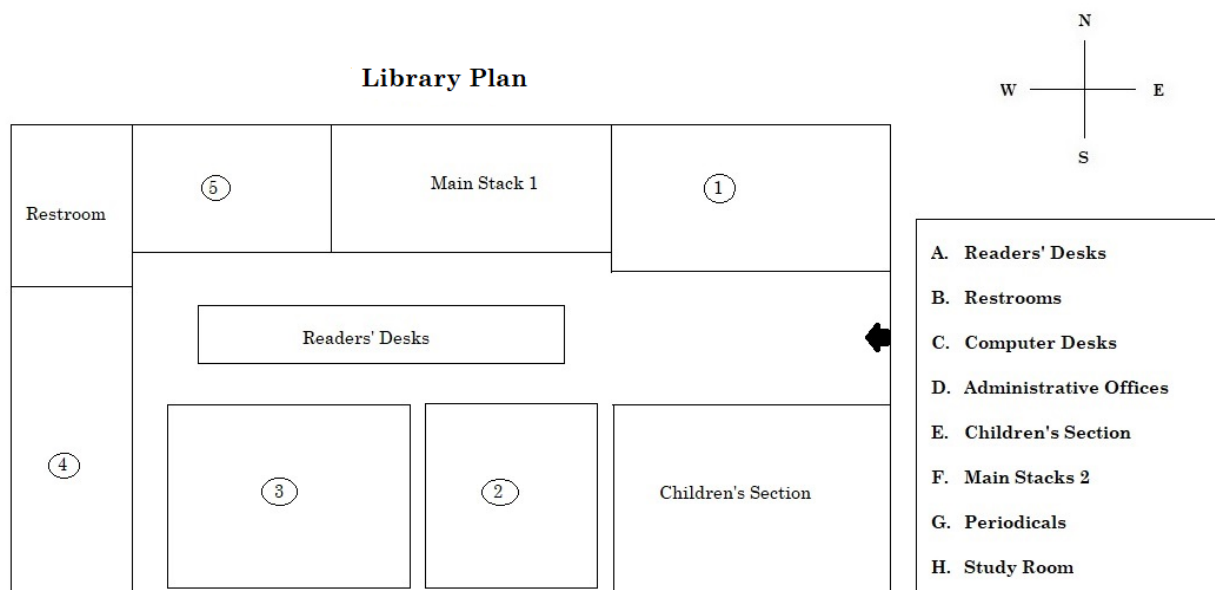 Library Plan
N
W
E
S
5
Main Stack 1
1
Restroom
Readers' Desks
4
3
2
Children's Section
A. Readers' Desks
B. Restrooms
C. Computer Desks
D. Administrative Offices
E. Children's Section
F. Main Stacks 2
G. Periodicals
H. Study Room